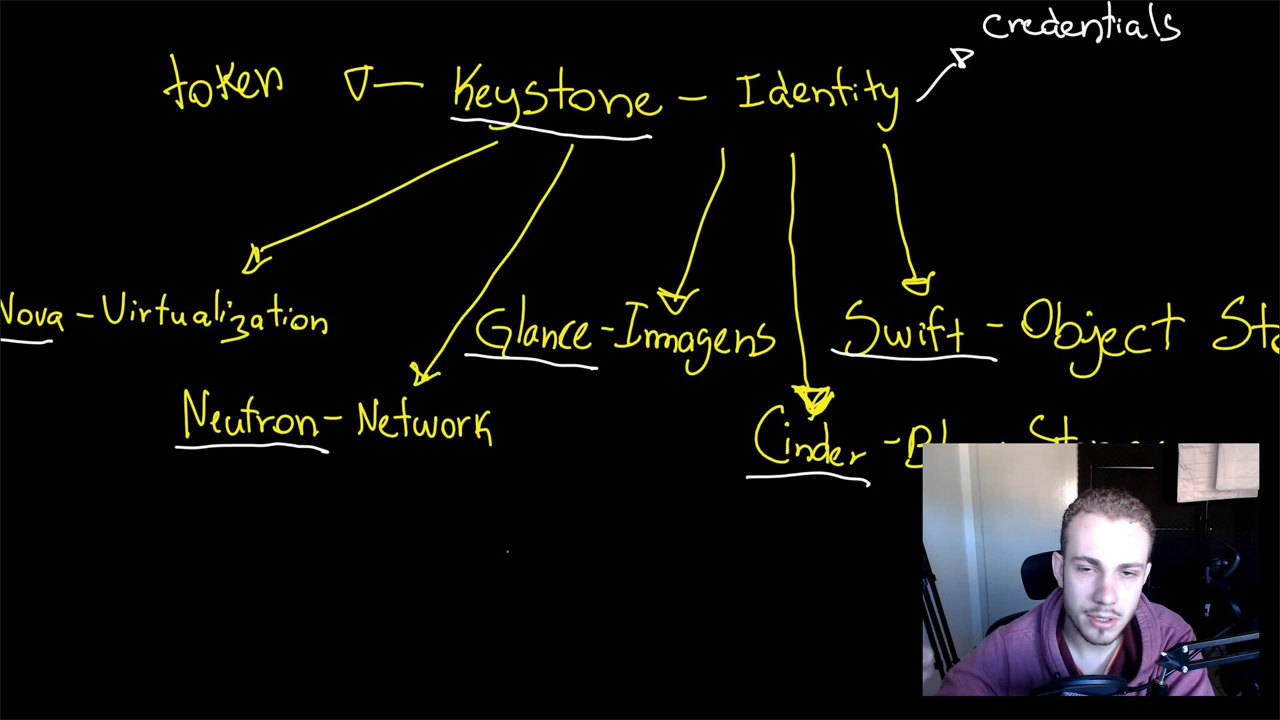 credentials
token Keystone - Identity
Nova - Virtualization
Glance - Imagens
Swift - Object
Neutron - Network
Cinder -